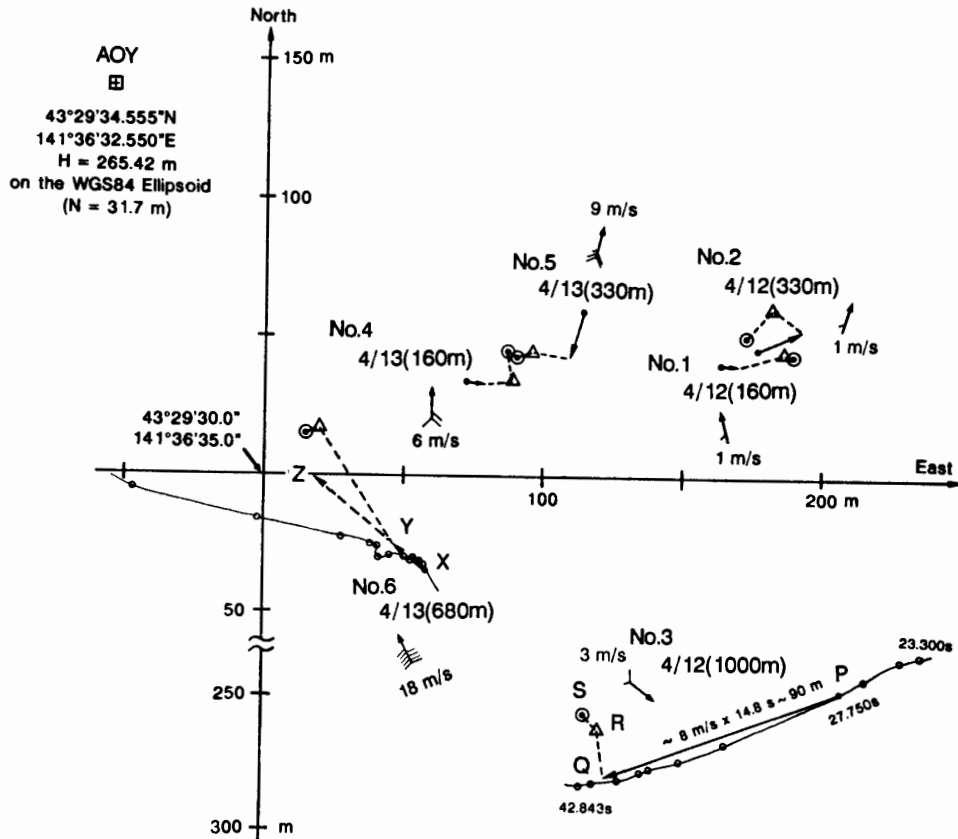 North
150 m
AOY
43°29'34.555"N
141°36'32.550"E
H = 265.42 m
on the WGS84 Ellipsoid
(N = 31.7 m)
100
9 m/s
No.5
4/13(330m)
No.2
4/12(330m)
1 m/s
No.4
4/13(160m)
6 m/s
No.1
4/12(160m)
1 m/s
43°29'30.0"
141°36'35.0"
Z
East
100
200 m
Y
X
No.6
4/13(680m)
18 m/s
50
No.3
4/12(1000m)
3 m/s
23.300s
P
27.750s
~ 8 m/s x 14.8 s ~ 90 m
S
R
Q
42.843s
250
300 m